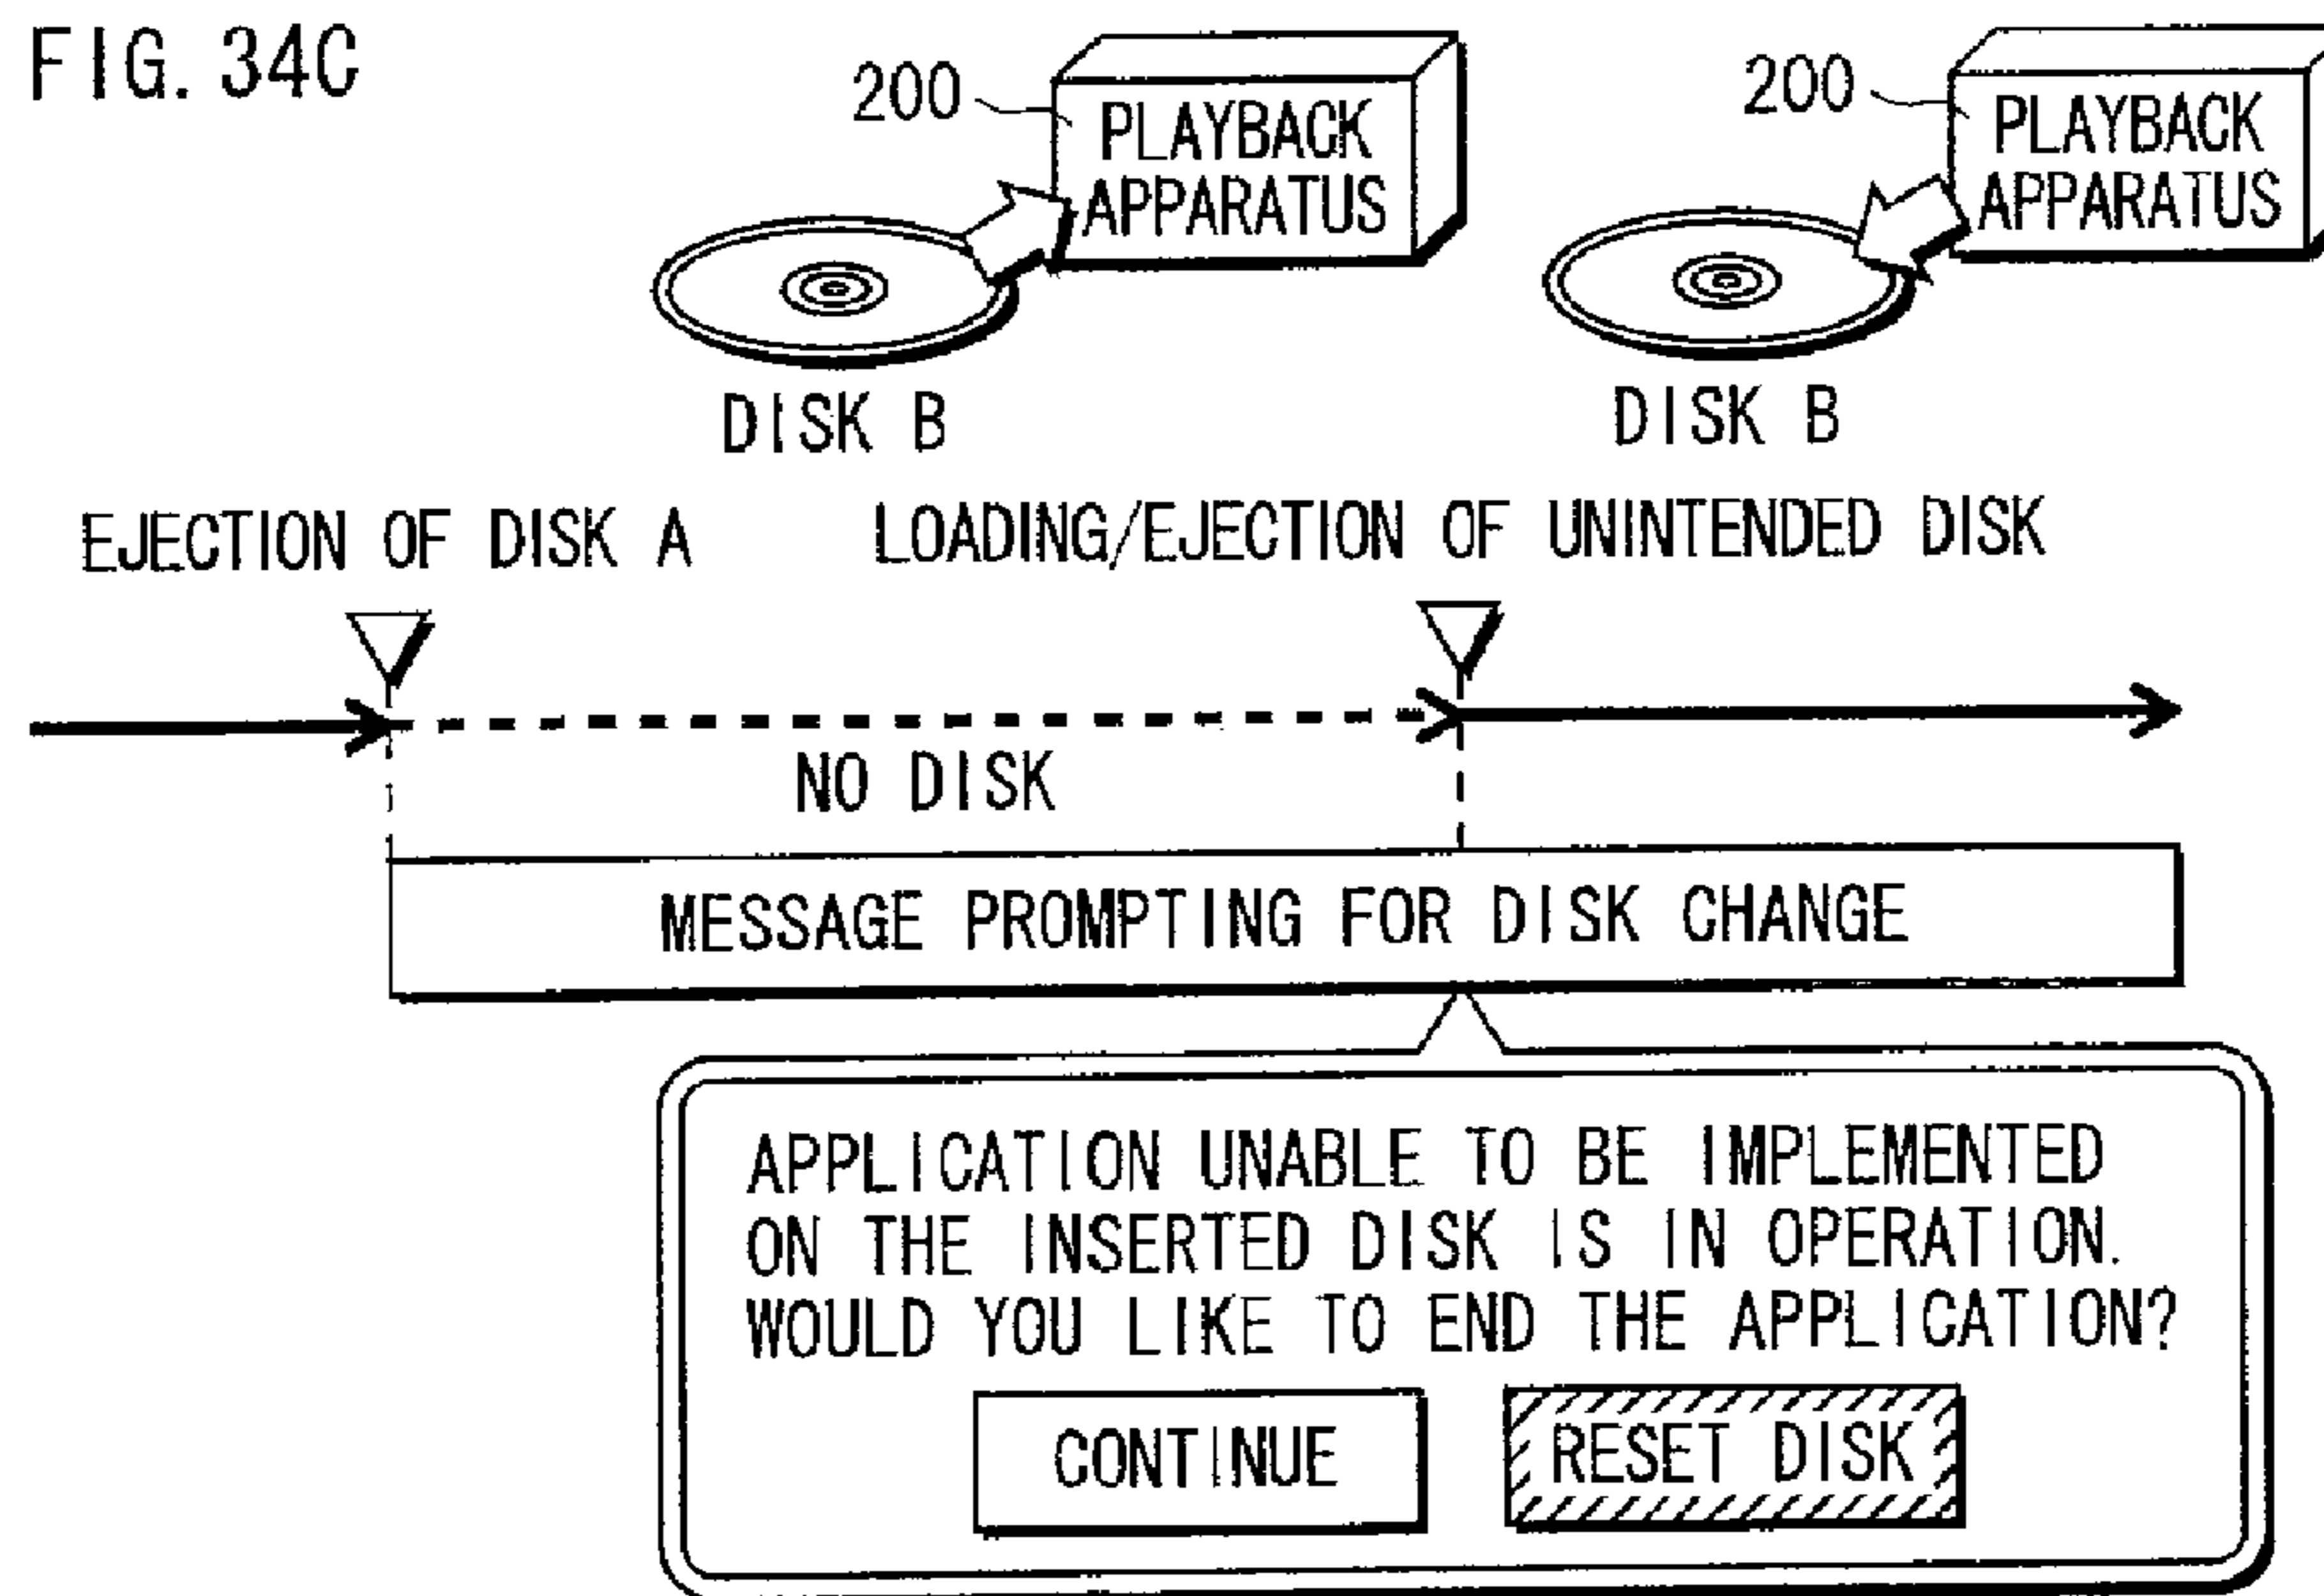 FIG. 34C
200
PLAYBACK
APPARATUS
200
PLAYBACK
APPARATUS
DISK B
DISK B
EJECTION OF DISK A
LOADING/EJECTION OF UNINTENDED DISK
NO DISK
MESSAGE PROMPTING FOR DISK CHANGE
APPLICATION UNABLE TO BE IMPLEMENTED
ON THE INSERTED DISK IS IN OPERATION.
WOULD YOU LIKE TO END THE APPLICATION?
CONTINUE
RESET DISK